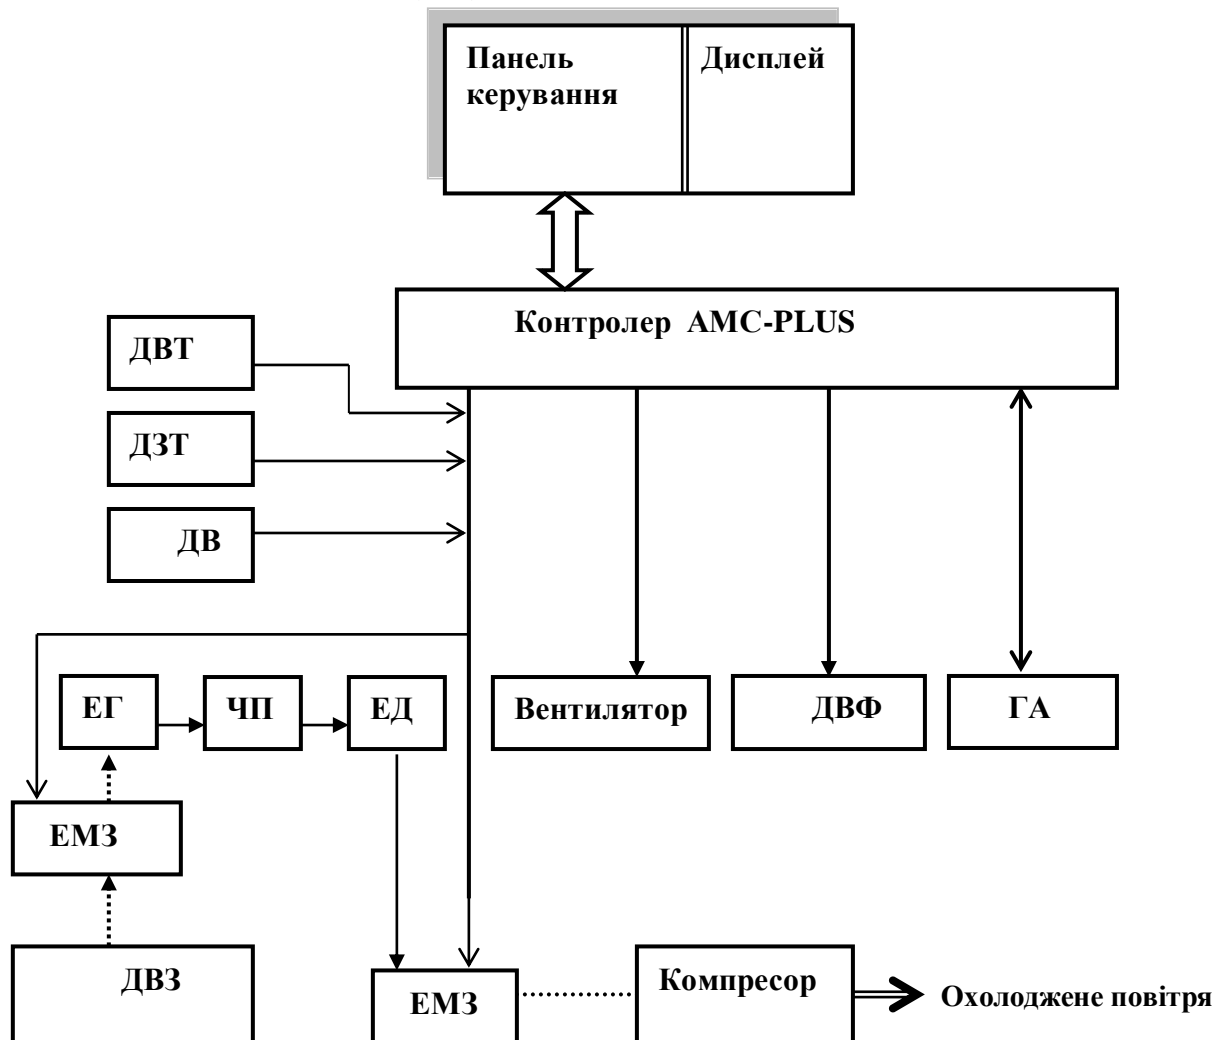 Панель
керування
Дисплей
Контролер АМС-PLUS
ДВТ
ДЗТ
ДВ
ЕГ
ЧП
ЕД
Вентилятор
ДВФ
ГА
ЕМЗ
ДВЗ
ЕМЗ
Компресор
Охолоджене повітря